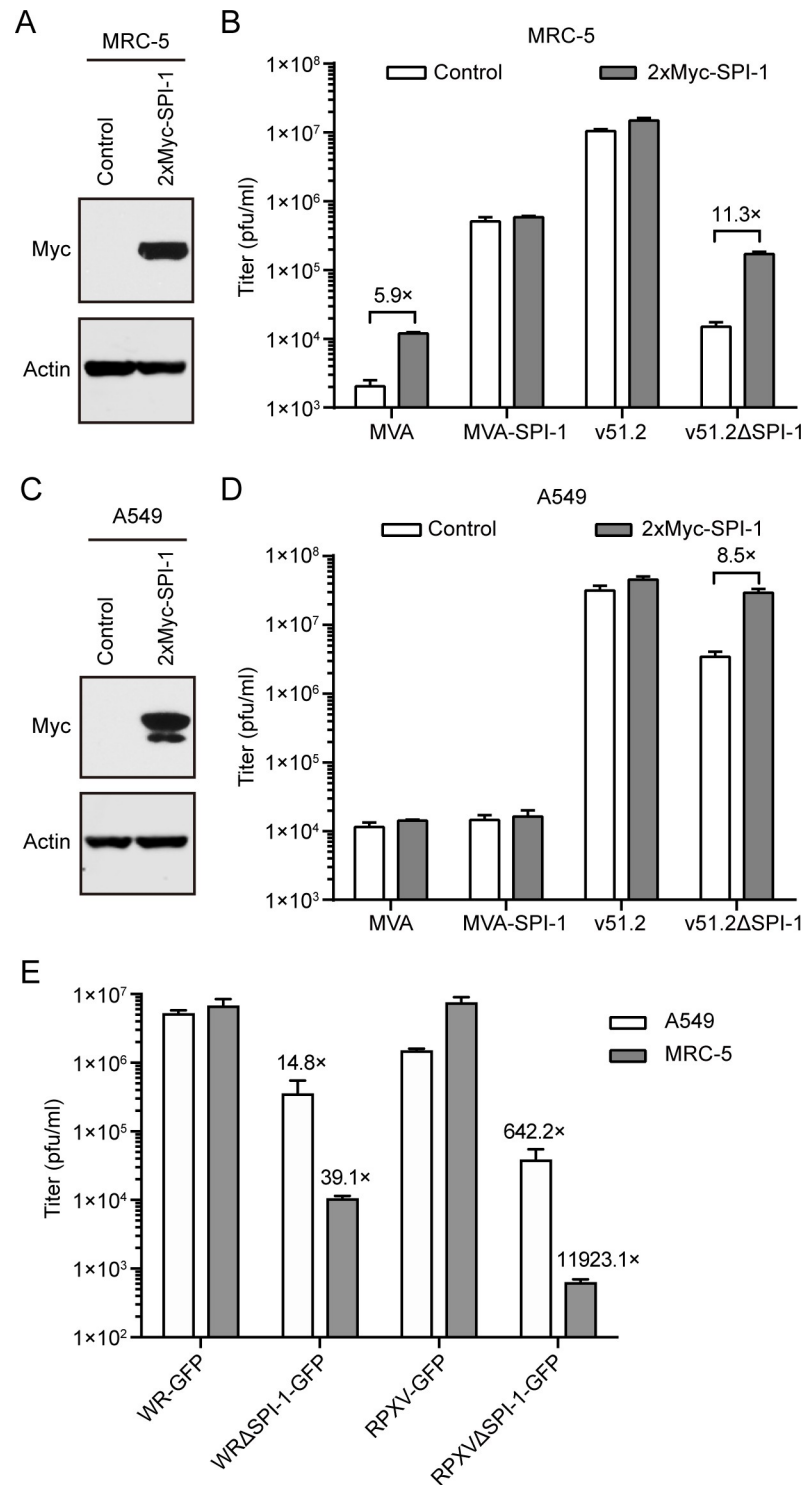 A
MRC-5
Control
2xMyc-SPI-1
Myc
Actin
B
MRC-5
Control
2xMyc-SPI-1
Titer (pfu/ml)
1×10⁸
1×10⁷
1×10⁶
1×10⁵
1×10⁴
1×10³
5.9×
11.3×
MVA
MVA-SPI-1
v51.2
v51.2ΔSPI-1
C
A549
Control
2xMyc-SPI-1
Myc
Actin
D
A549
Control
2xMyc-SPI-1
Titer (pfu/ml)
1×10⁸
1×10⁷
1×10⁶
1×10⁵
1×10⁴
1×10³
8.5×
MVA
MVA-SPI-1
v51.2
v51.2ΔSPI-1
E
Titer (pfu/ml)
1×10⁷
1×10⁶
1×10⁵
1×10⁴
1×10³
1×10²
A549
MRC-5
14.8×
39.1×
642.2×
11923.1×
WR-GFP
WRΔSPI-1-GFP
RPXV-GFP
RPXVΔSPI-1-GFP